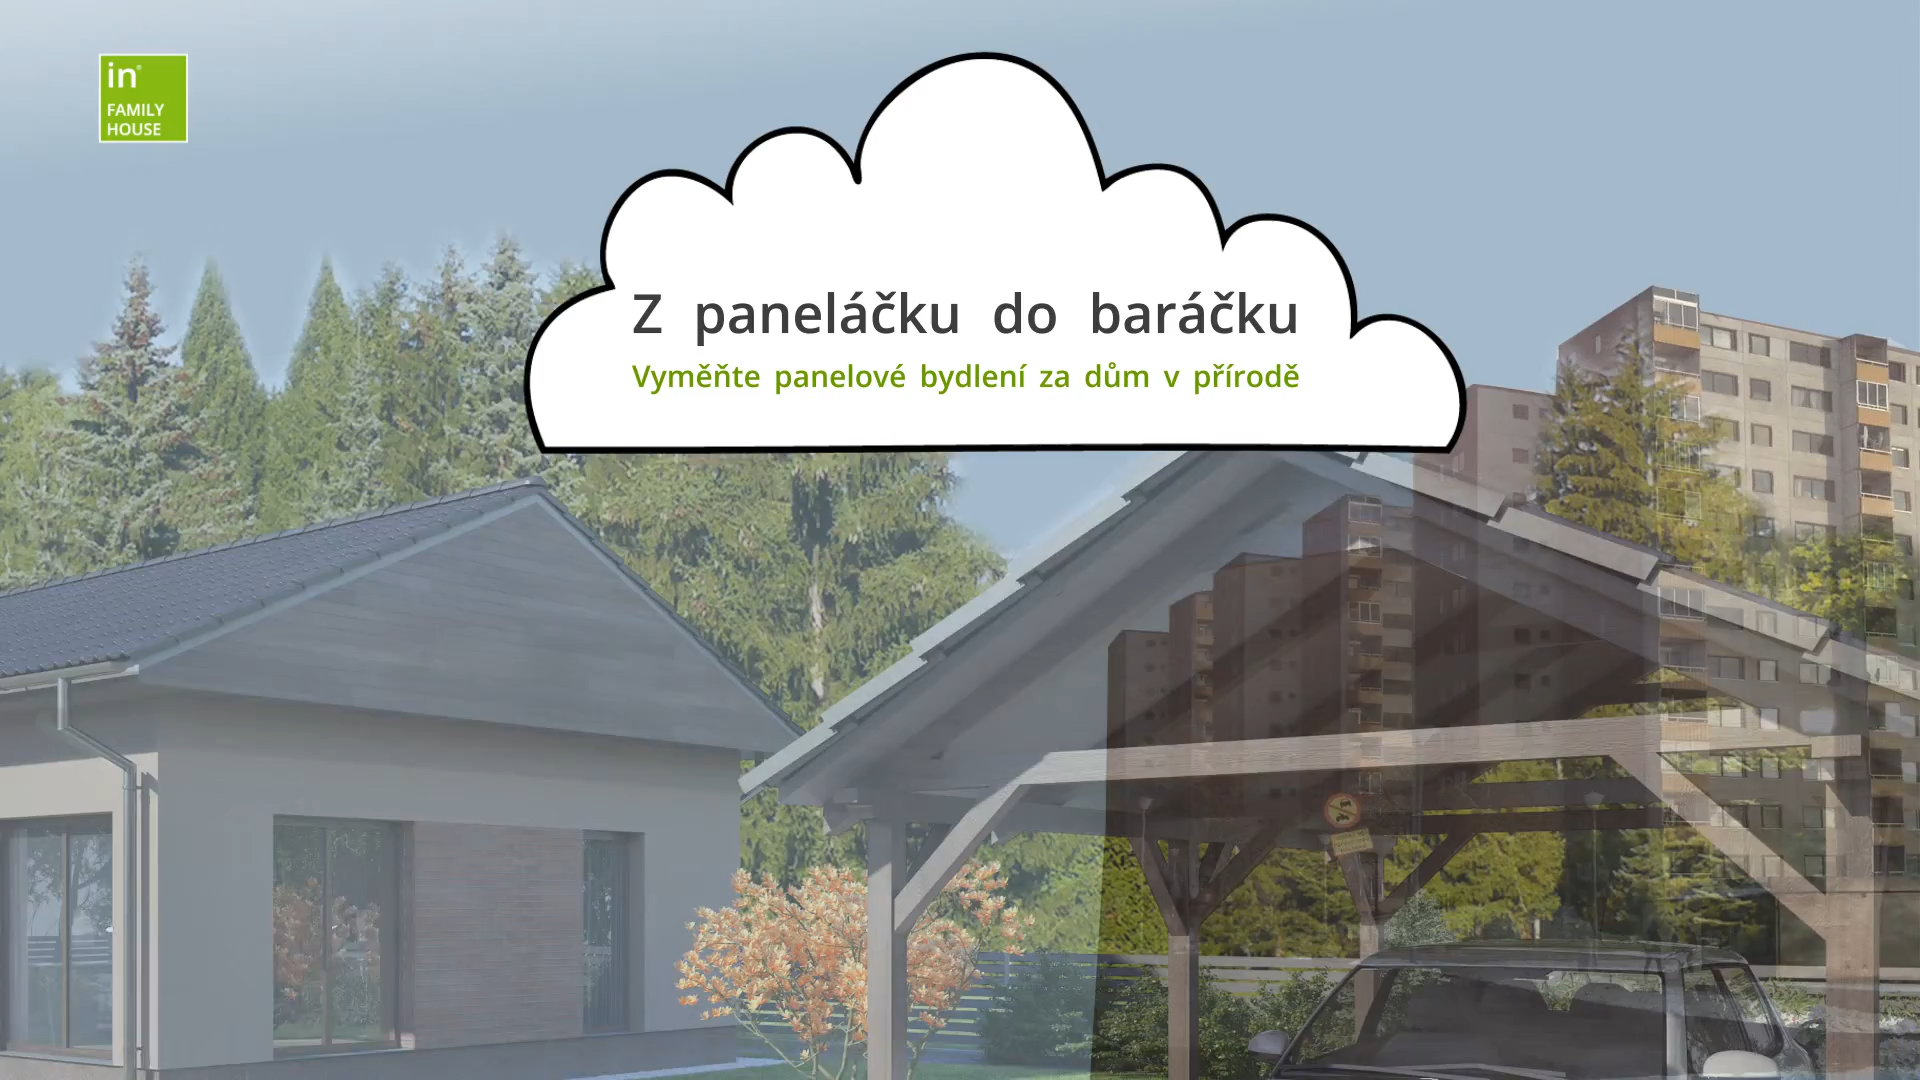 in®
FAMILY
HOUSE
Z paneláčku do baráčku
Vyměňte panelové bydlení za dům v přírodě